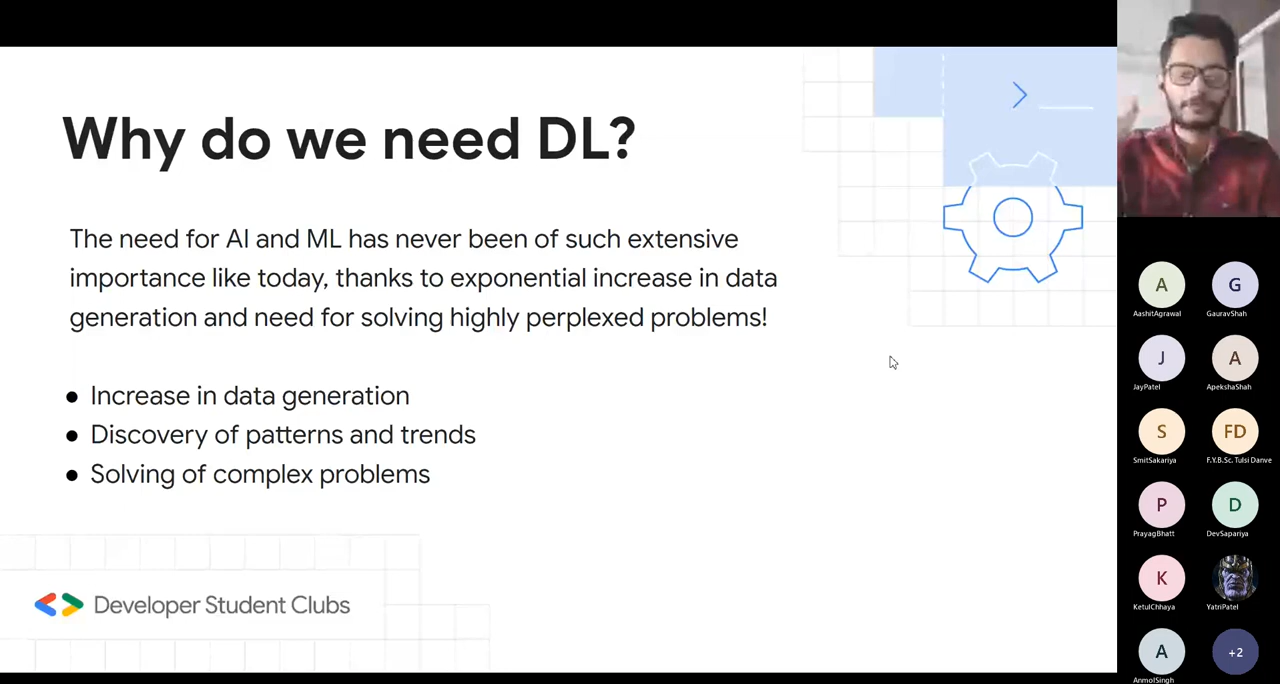 Why do we need DL?
The need for AI and ML has never been of such extensive
importance like today, thanks to exponential increase in data
generation and need for solving highly perplexed problems!
● Increase in data generation
● Discovery of patterns and trends
● Solving of complex problems
Developer Student Clubs
A
AashitAgrawal
G
GauravShah
J
JayPatel
A
ApekshaShah
S
SmitSakariya
FD
F.Y.B.Sc. Tulsi Danve
P
PrayagBhatt
D
DevSapariya
K
KetulChhaya
YatriPatel
A
AnmolSingh
+2